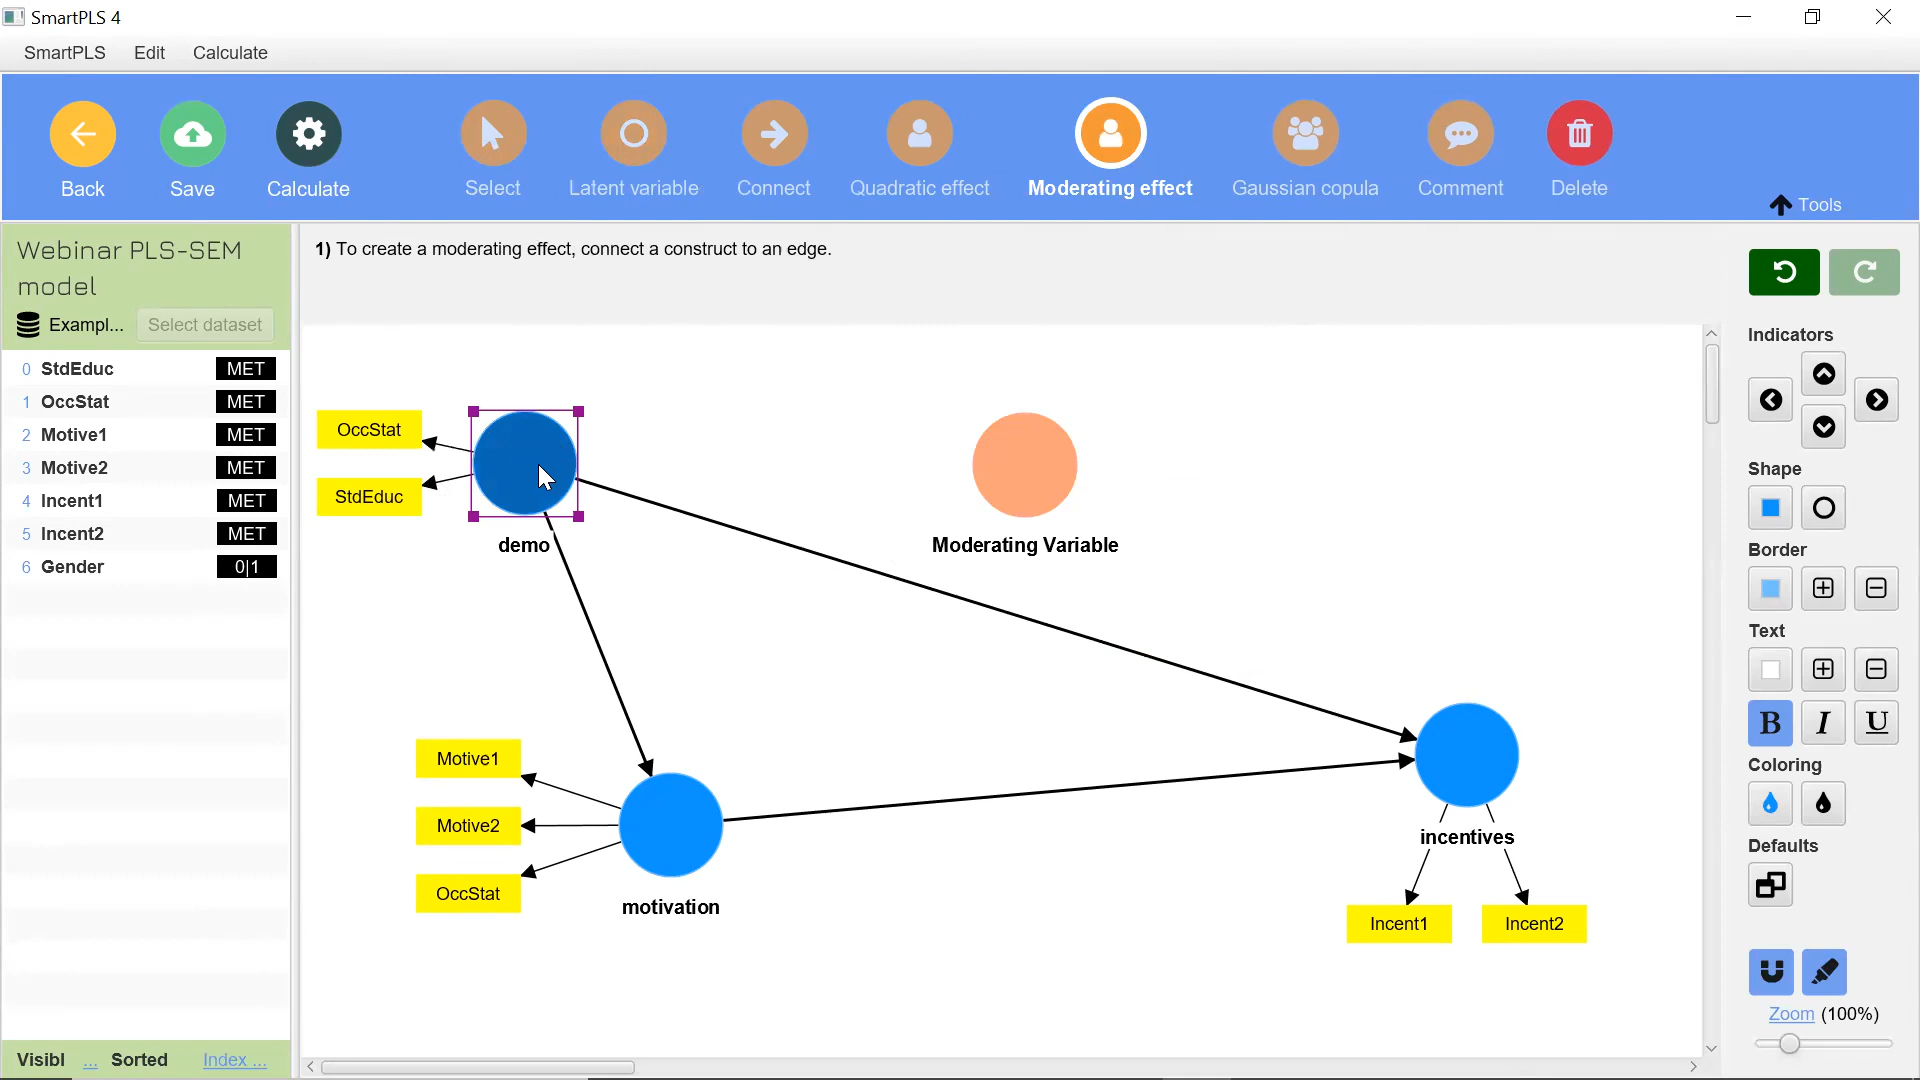 SmartPLS 4
SmartPLS Edit Calculate
Back Save Calculate Select Latent variable Connect Quadratic effect Moderating effect Gaussian copula Comment Delete
Tools
Webinar PLS-SEM
model
Exampl... Select dataset
0 StdEduc MET
1 OccStat MET
2 Motive1 MET
3 Motive2 MET
4 Incent1 MET
5 Incent2 MET
6 Gender 0|1
Visibl ... Sorted Index ...
1) To create a moderating effect, connect a construct to an edge.
OccStat
StdEduc
demo
Moderating Variable
Motive1
Motive2
OccStat
motivation
incentives
Incent1 Incent2
Indicators
Shape
Border
Text
B I U
Coloring
Defaults
Zoom (100%)